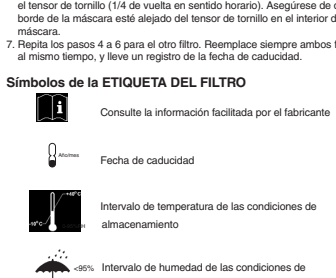 el tensor de tornillo (1/4 de vuelta en sentido horario). Asegúrese de
borde de la máscara esté alejado del tensor de tornillo en el interior d
máscara.
7. Repita los pasos 4 a 6 para el otro filtro. Reemplace siempre ambos
al mismo tiempo, y lleve un registro de la fecha de caducidad.
Símbolos de la ETIQUETA DEL FILTRO
i
Consulte la información facilitada por el fabricante
Año/mes
Fecha de caducidad
+40°C
Intervalo de temperatura de las condiciones de
-10°C
almacenamiento
<95% Intervalo de humedad de las condiciones de